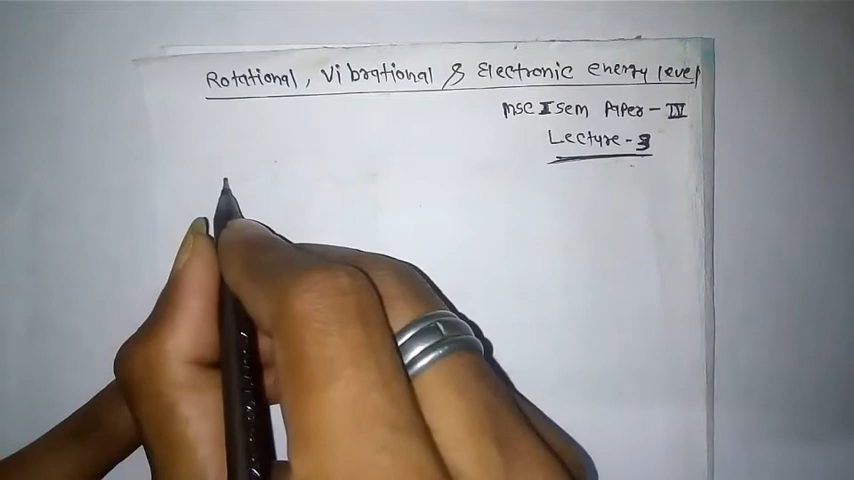 Rotational, Vibrational & Electronic energy level
MSC I sem Paper - IV
Lecture - 3